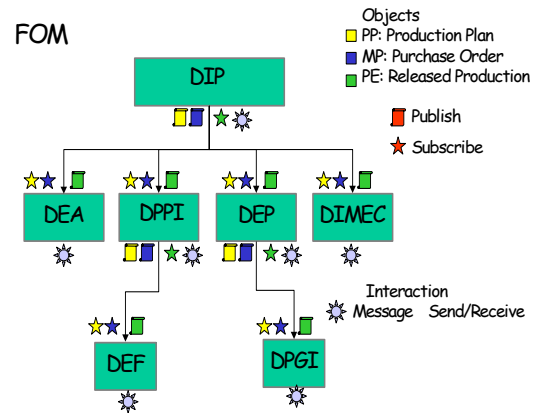 FOM
Objects
PP: Production Plan
MP: Purchase Order
PE: Released Production
Publish
Subscribe
DIP
DEA
DPPI
DEP
DIMEC
Interaction
Message Send/Receive
DEF
DPGI